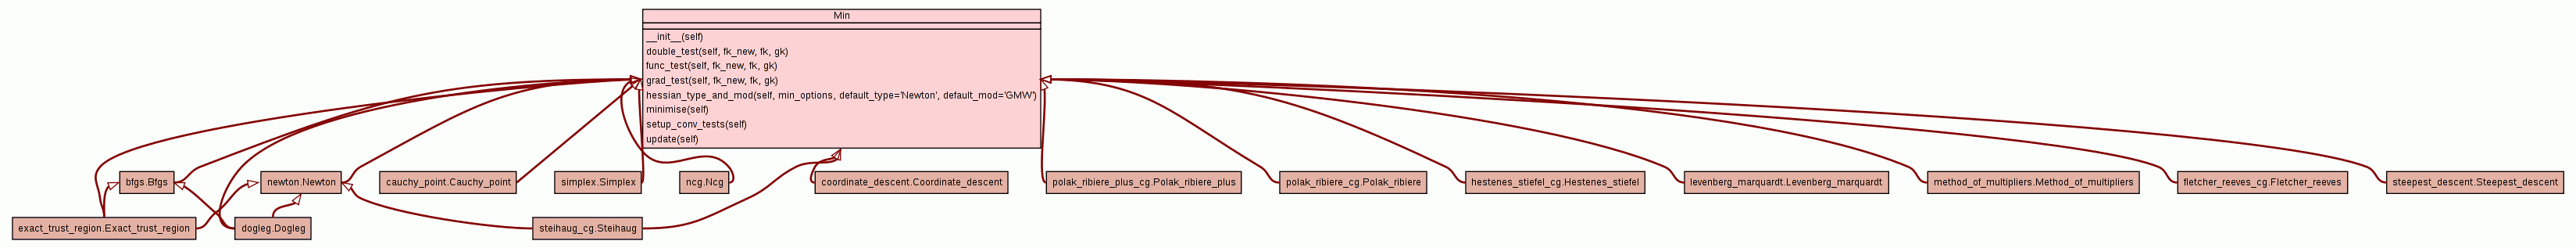 Min
__init__(self)
double_test(self, fk_new, fk, gk)
func_test(self, fk_new, fk, gk)
grad_test(self, fk_new, fk, gk)
hessian_type_and_mod(self, min_options, default_type='Newton', default_mod='GMW')
minimise(self)
setup_conv_tests(self)
update(self)
bfgs.Bfgs
newton.Newton
cauchy_point.Cauchy_point
simplex.Simplex
ncg.Ncg
coordinate_descent.Coordinate_descent
polak_ribiere_plus_cg.Polak_ribiere_plus
polak_ribiere_cg.Polak_ribiere
hestenes_stiefel_cg.Hestenes_stiefel
levenberg_marquardt.Levenberg_marquardt
method_of_multipliers.Method_of_multipliers
fletcher_reeves_cg.Fletcher_reeves
steepest_descent.Steepest_descent
exact_trust_region.Exact_trust_region
dogleg.Dogleg
steihaug_cg.Steihaug